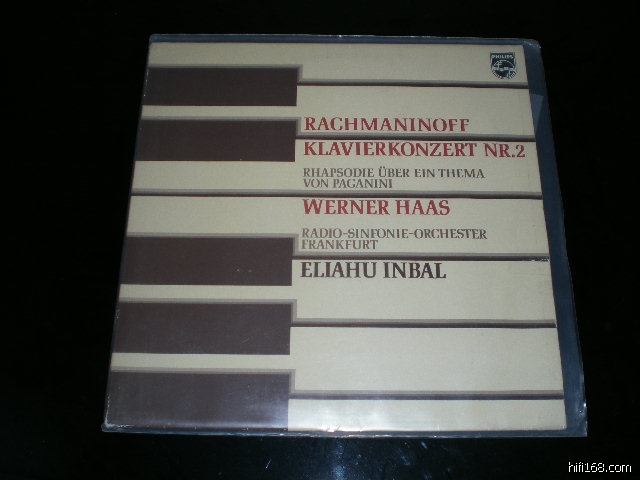 PHILIPS
RACHMANINOFF
KLAVIERKONZERT NR.2
RHAPSODIE ÜBER EIN THEMA
VON PAGANINI
WERNER HAAS
RADIO-SINFONIE-ORCHESTER
FRANKFURT
ELIAHU INBAL
hifi168.com